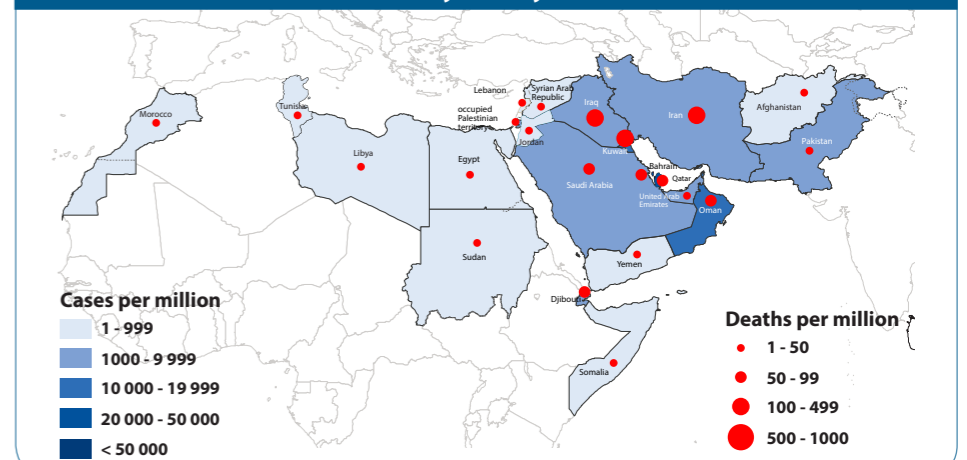 Lebanon
Syrian Arab
Republic
occupied
Palestinian
territory
Jordan
Iraq
Iran
Afghanistan
Pakistan
Kuwait
Bahrain
Qatar
Saudi Arabia
United Arab
Emirates
Oman
Yemen
Morocco
Tunisia
Libya
Egypt
Sudan
Djibouti
Somalia
Cases per million
1 - 999
1000 - 9 999
10 000 - 19 999
20 000 - 50 000
< 50 000
Deaths per million
1 - 50
50 - 99
100 - 499
500 - 1000